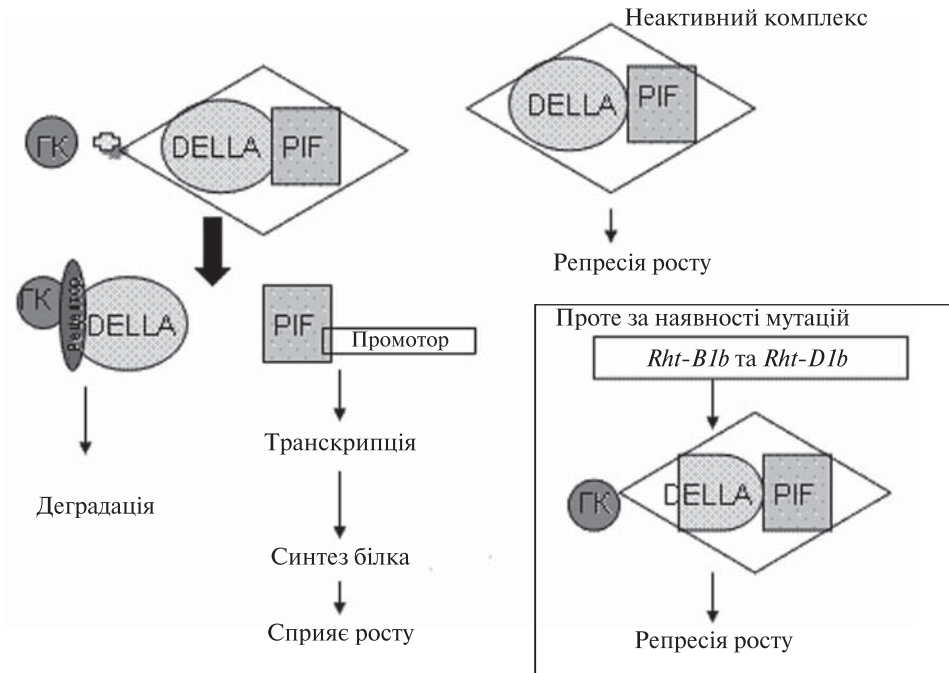 Неактивний комплекс
ГК
DELLA
PIF
DELLA
PIF
Репресія росту
ГК
Рецептор
DELLA
PIF
Промотор
Деградація
Транскрипція
Синтез білка
Сприяє росту
Проте за наявності мутацій
Rht-B1b та Rht-D1b
ГК
DELLA
PIF
Репресія росту